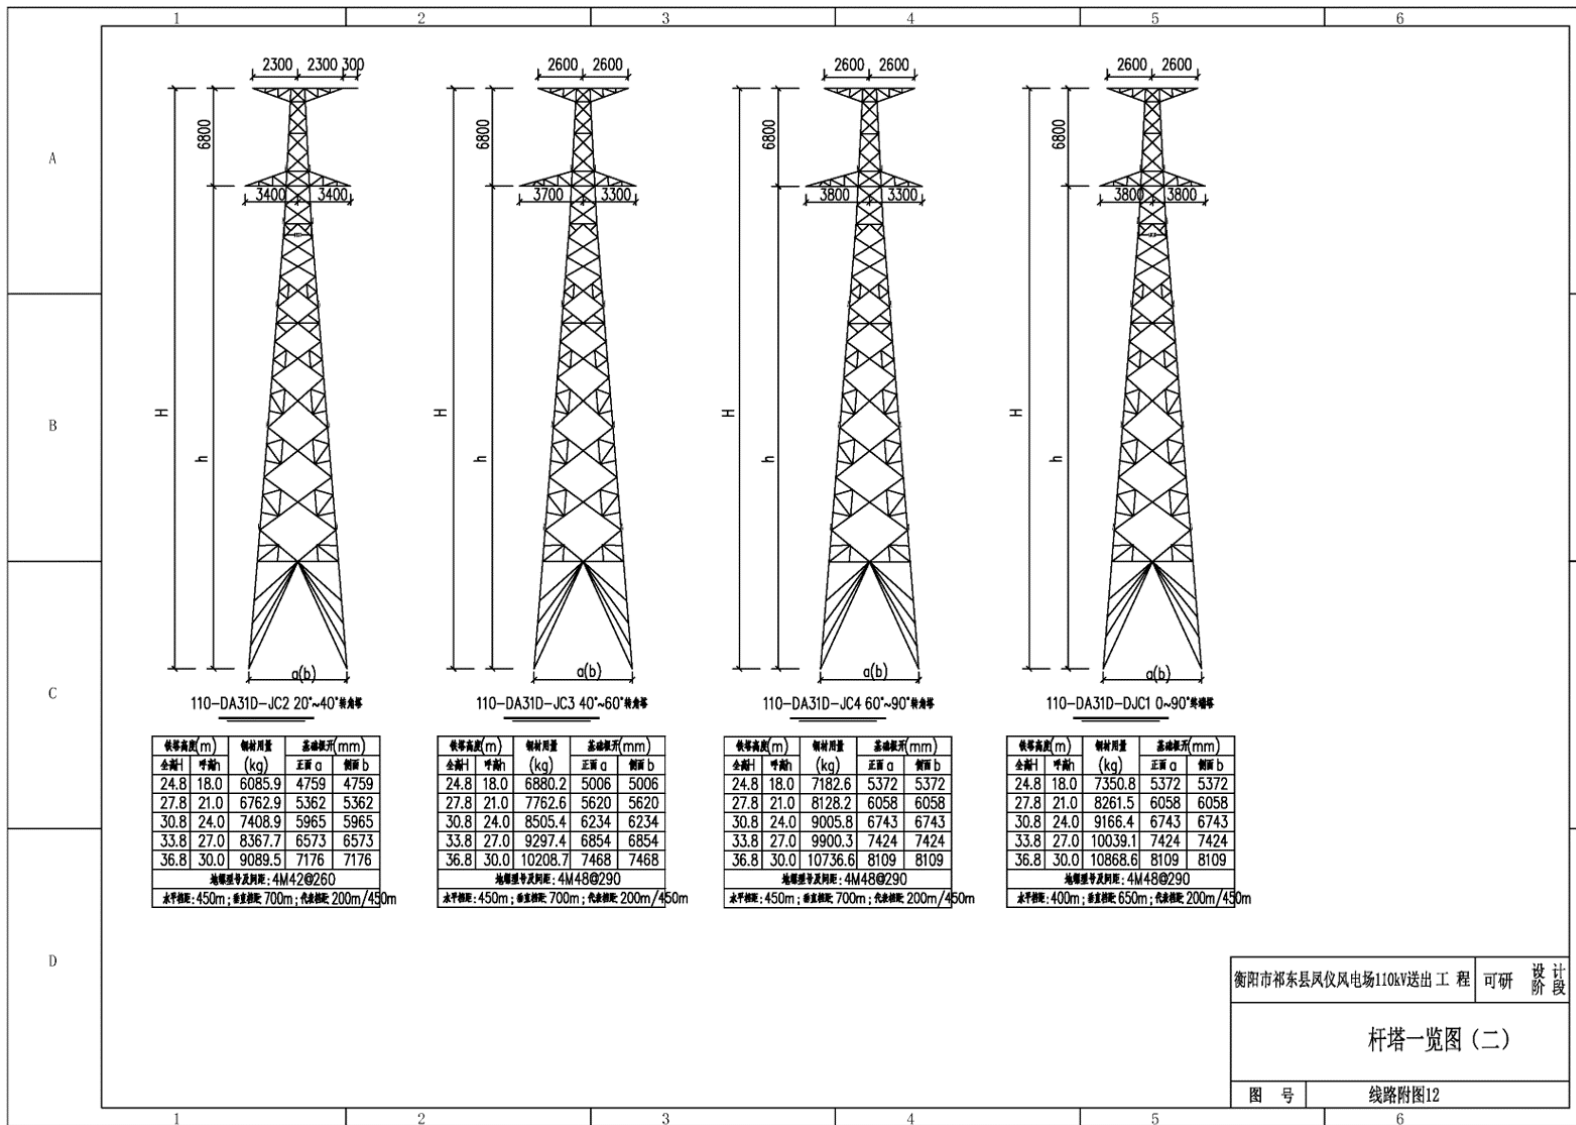 1 2 3 4 5 6
A
B
C
D
2300 2300 300
6800
3400 3400
H
h
a(b)
110-DA31D-JC2 20°~40°转角塔
铁塔高度(m) 钢材用量 基础根开(mm)
全高H 呼高h (kg) 正面 a 侧面 b
24.8 18.0 6085.9 4759 4759
27.8 21.0 6762.9 5362 5362
30.8 24.0 7408.9 5965 5965
33.8 27.0 8367.7 6573 6573
36.8 30.0 9089.5 7176 7176
地螺型号及间距: 4M42@260
水平档距: 450m; 垂直档距: 700m; 代表档距: 200m/450m
2600 2600
6800
3700 3300
H
h
a(b)
110-DA31D-JC3 40°~60°转角塔
铁塔高度(m) 钢材用量 基础根开(mm)
全高H 呼高h (kg) 正面 a 侧面 b
24.8 18.0 6880.2 5006 5006
27.8 21.0 7762.6 5620 5620
30.8 24.0 8505.4 6234 6234
33.8 27.0 9297.4 6854 6854
36.8 30.0 10208.7 7468 7468
地螺型号及间距: 4M48@290
水平档距: 450m; 垂直档距: 700m; 代表档距: 200m/450m
2600 2600
6800
3800 3300
H
h
a(b)
110-DA31D-JC4 60°~90°转角塔
铁塔高度(m) 钢材用量 基础根开(mm)
全高H 呼高h (kg) 正面 a 侧面 b
24.8 18.0 7182.6 5372 5372
27.8 21.0 8128.2 6058 6058
30.8 24.0 9005.8 6743 6743
33.8 27.0 9900.3 7424 7424
36.8 30.0 10736.6 8109 8109
地螺型号及间距: 4M48@290
水平档距: 450m; 垂直档距: 700m; 代表档距: 200m/450m
2600 2600
6800
3800 3800
H
h
a(b)
110-DA31D-DJC1 0~90°终端塔
铁塔高度(m) 钢材用量 基础根开(mm)
全高H 呼高h (kg) 正面 a 侧面 b
24.8 18.0 7350.8 5372 5372
27.8 21.0 8261.5 6058 6058
30.8 24.0 9166.4 6743 6743
33.8 27.0 10039.1 7424 7424
36.8 30.0 10868.6 8109 8109
地螺型号及间距: 4M48@290
水平档距: 400m; 垂直档距: 650m; 代表档距: 200m/450m
衡阳市祁东县凤仪风电场110kV送出工 程 可研 设计
阶段
杆塔一览图（二）
图 号 线路附图12
1 2 3 4 5 6